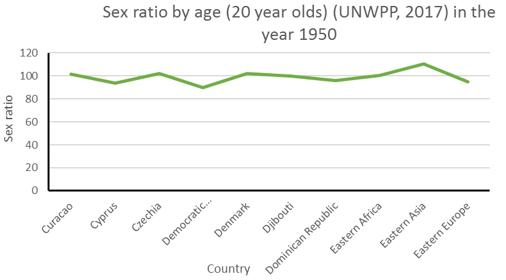 Sex ratio by age (20 year olds) (UNWPP, 2017) in the
year 1950
120
100
80
60
40
20
0
Sex ratio
Curacao
Cyprus
Czechia
Democratic...
Denmark
Djibouti
Dominican Republic
Eastern Africa
Eastern Asia
Eastern Europe
Country